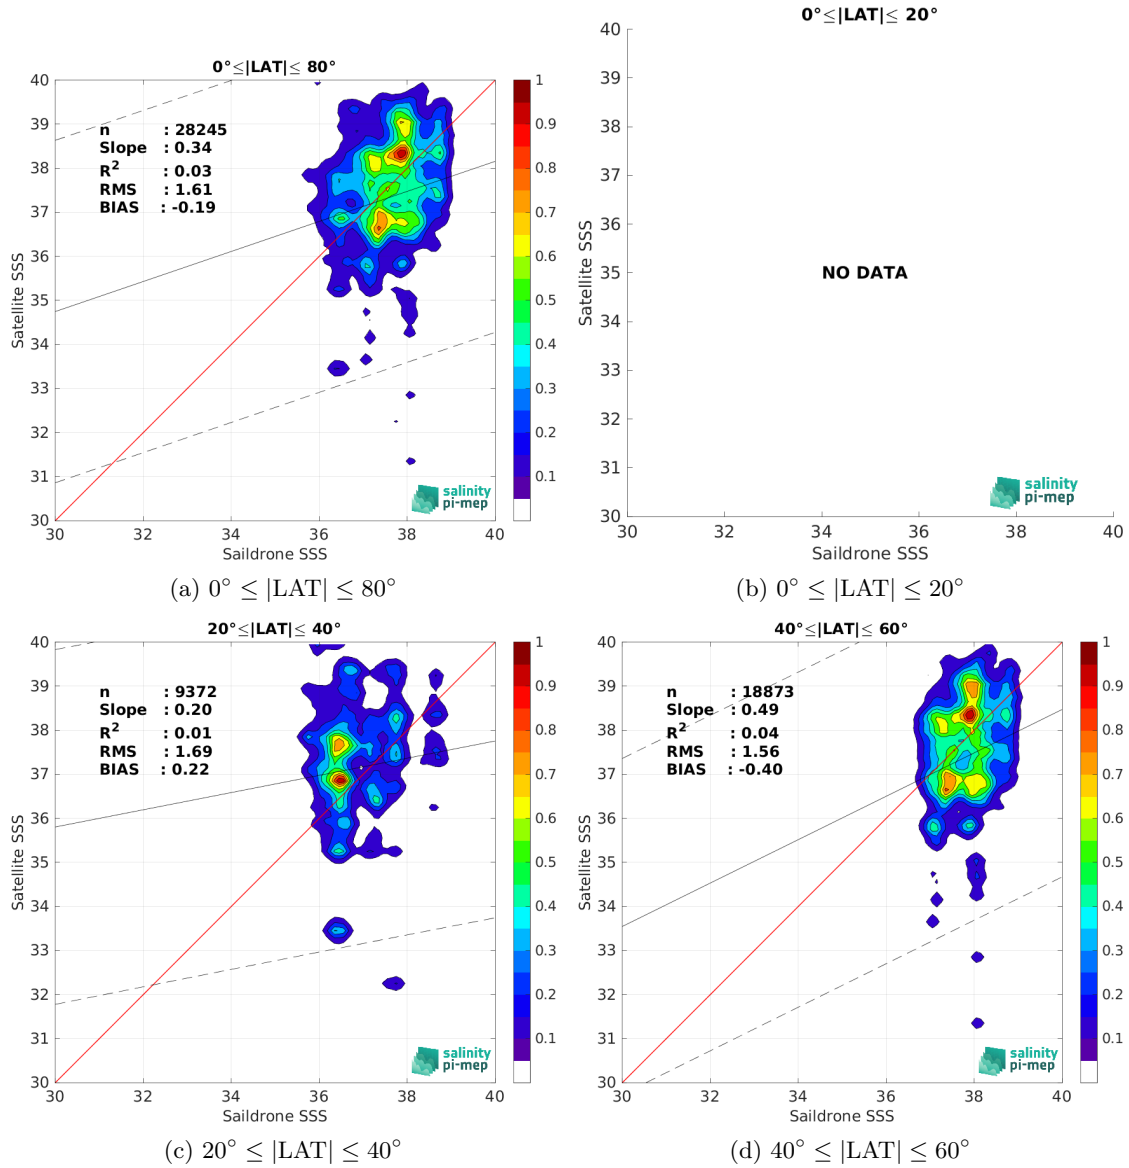 0°≤|LAT|≤ 80°
40
39
38
37
36
35
34
33
32
31
30
Satellite SSS
n : 28245
Slope : 0.34
R² : 0.03
RMS : 1.61
BIAS : -0.19
salinity
pi-mep
30 32 34 36 38 40
Saildrone SSS
1
0.9
0.8
0.7
0.6
0.5
0.4
0.3
0.2
0.1
(a) 0° ≤ |LAT| ≤ 80°
0°≤|LAT|≤ 20°
40
39
38
37
36
35
34
33
32
31
30
Satellite SSS
NO DATA
salinity
pi-mep
30 32 34 36 38 40
Saildrone SSS
(b) 0° ≤ |LAT| ≤ 20°
20°≤|LAT|≤ 40°
40
39
38
37
36
35
34
33
32
31
30
Satellite SSS
n : 9372
Slope : 0.20
R² : 0.01
RMS : 1.69
BIAS : 0.22
salinity
pi-mep
30 32 34 36 38 40
Saildrone SSS
1
0.9
0.8
0.7
0.6
0.5
0.4
0.3
0.2
0.1
(c) 20° ≤ |LAT| ≤ 40°
40°≤|LAT|≤ 60°
40
39
38
37
36
35
34
33
32
31
30
Satellite SSS
n : 18873
Slope : 0.49
R² : 0.04
RMS : 1.56
BIAS : -0.40
salinity
pi-mep
30 32 34 36 38 40
Saildrone SSS
1
0.9
0.8
0.7
0.6
0.5
0.4
0.3
0.2
0.1
(d) 40° ≤ |LAT| ≤ 60°